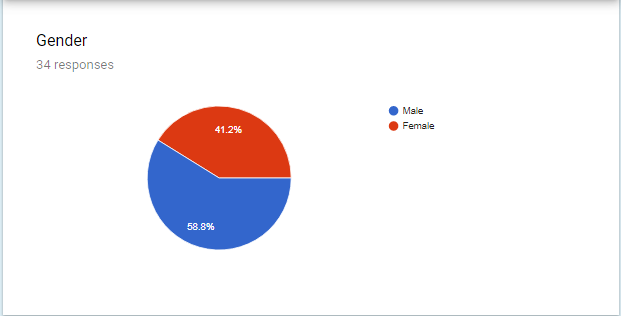 Gender
34 responses
Male
Female
41.2%
58.8%